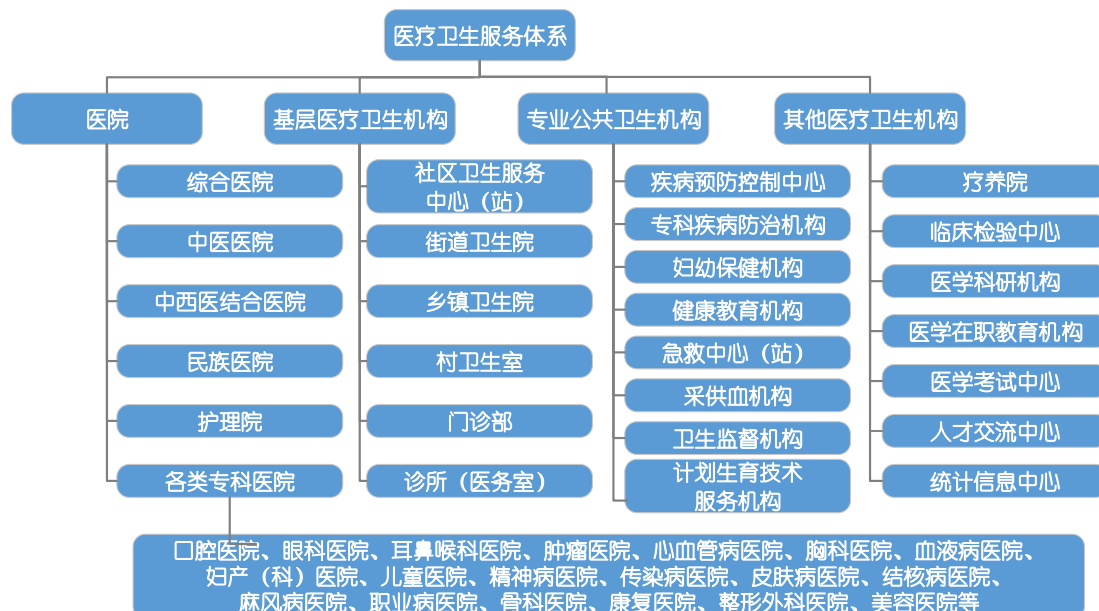 医疗卫生服务体系
医院
基层医疗卫生机构
专业公共卫生机构
其他医疗卫生机构
综合医院
中医医院
中西医结合医院
民族医院
护理院
各类专科医院
社区卫生服务
中心（站）
街道卫生院
乡镇卫生院
村卫生室
门诊部
诊所（医务室）
疾病预防控制中心
专科疾病防治机构
妇幼保健机构
健康教育机构
急救中心（站）
采供血机构
卫生监督机构
计划生育技术
服务机构
疗养院
临床检验中心
医学科研机构
医学在职教育机构
医学考试中心
人才交流中心
统计信息中心
口腔医院、眼科医院、耳鼻喉科医院、肿瘤医院、心血管病医院、胸科医院、血液病医院、
妇产（科）医院、儿童医院、精神病医院、传染病医院、皮肤病医院、结核病医院、
麻风病医院、职业病医院、骨科医院、康复医院、整形外科医院、美容医院等